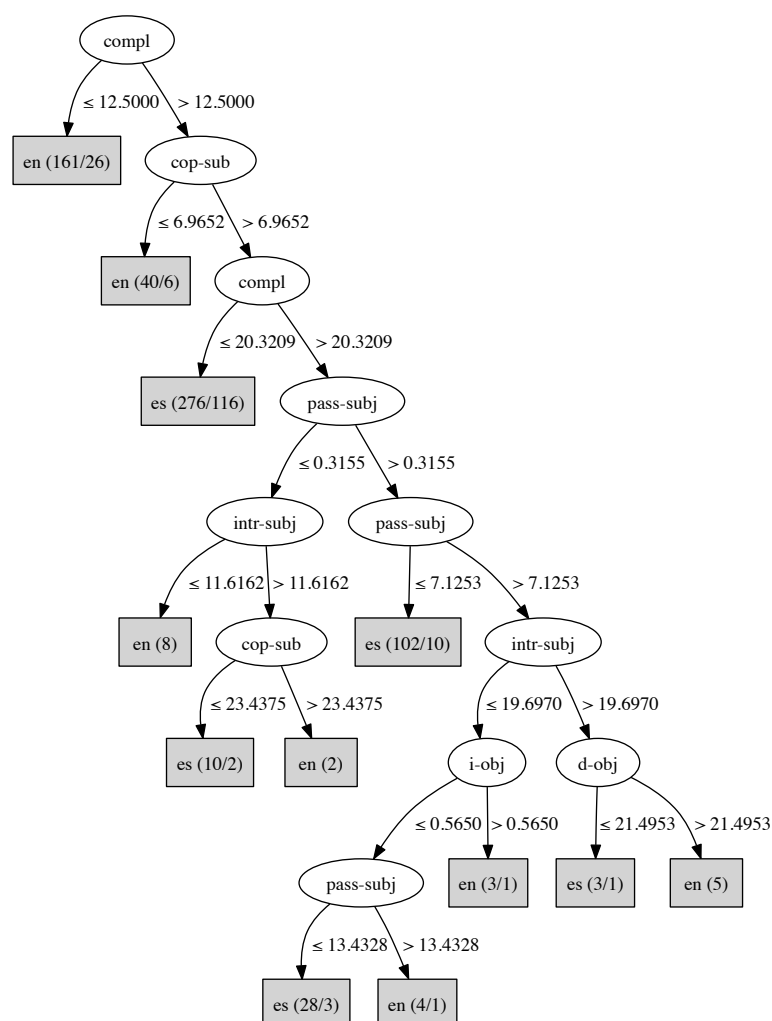 compl
≤ 12.5000 > 12.5000
en (161/26) cop-sub
≤ 6.9652 > 6.9652
en (40/6) compl
≤ 20.3209 > 20.3209
es (276/116) pass-subj
≤ 0.3155 > 0.3155
intr-subj pass-subj
≤ 11.6162 > 11.6162 ≤ 7.1253 > 7.1253
en (8) cop-sub es (102/10) intr-subj
≤ 23.4375 > 23.4375 ≤ 19.6970 > 19.6970
es (10/2) en (2) i-obj d-obj
≤ 0.5650 > 0.5650 ≤ 21.4953 > 21.4953
pass-subj en (3/1) es (3/1) en (5)
≤ 13.4328 > 13.4328
es (28/3) en (4/1)